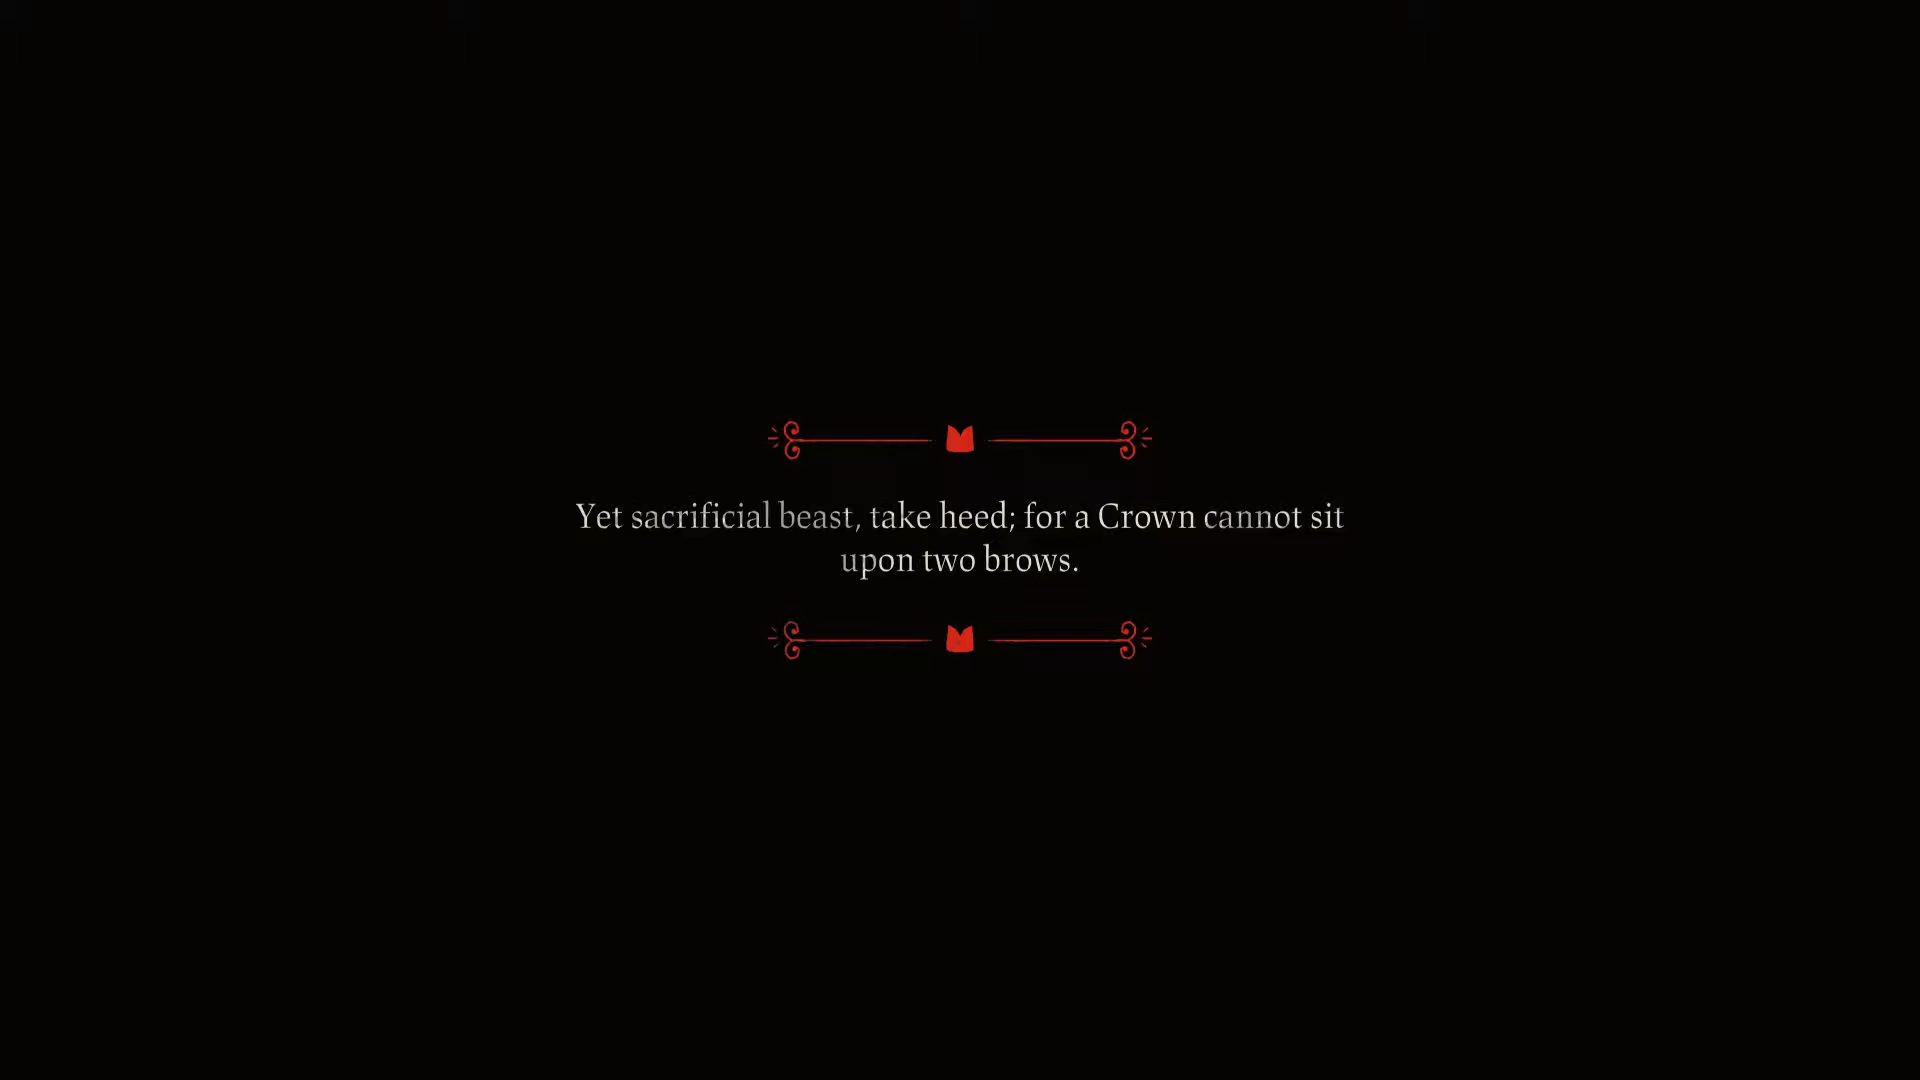 Yet sacrificial beast, take heed; for a Crown cannot sit
upon two brows.